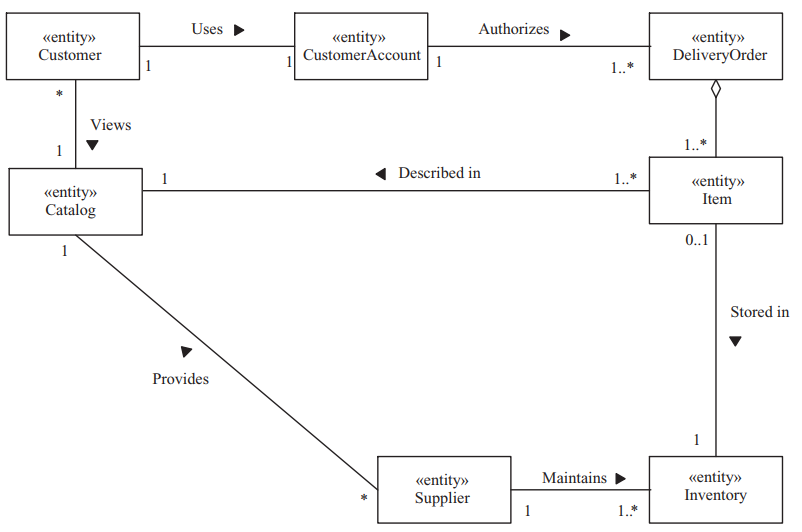 «entity»
Customer
Uses
1
1
«entity»
CustomerAccount
Authorizes
1
1..*
«entity»
DeliveryOrder
*
Views
1
1..*
«entity»
Catalog
1
Described in
1..*
«entity»
Item
1
0..1
Stored in
Provides
1
*
«entity»
Supplier
Maintains
1
1..*
«entity»
Inventory